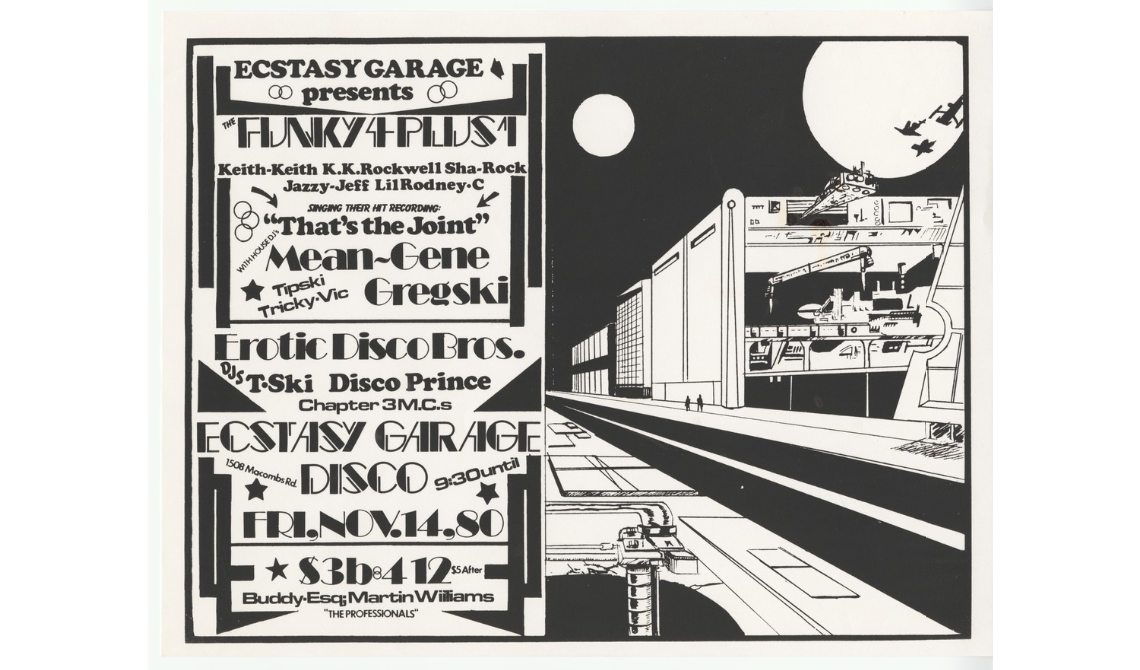 ECSTASY GARAGE
presents
THE FUNKY 4 PLUS 1
Keith-Keith K.K.Rockwell Sha-Rock
Jazzy-Jeff Lil Rodney·C
SINGING THEIR HIT RECORDING:
"That's the Joint"
WITH HOUSE DJ's
Mean~Gene
Tipski
Tricky·Vic
Gregski
Erotic Disco Bros.
DJS T·Ski Disco Prince
Chapter 3 M.C.s
ECSTASY GARAGE
1508 Macombs Rd. DISCO 9:30 until
FRI, NOV. 14, 80
$3 b 4 12 $5 After
Buddy-Esq; Martin Williams
"THE PROFESSIONALS"